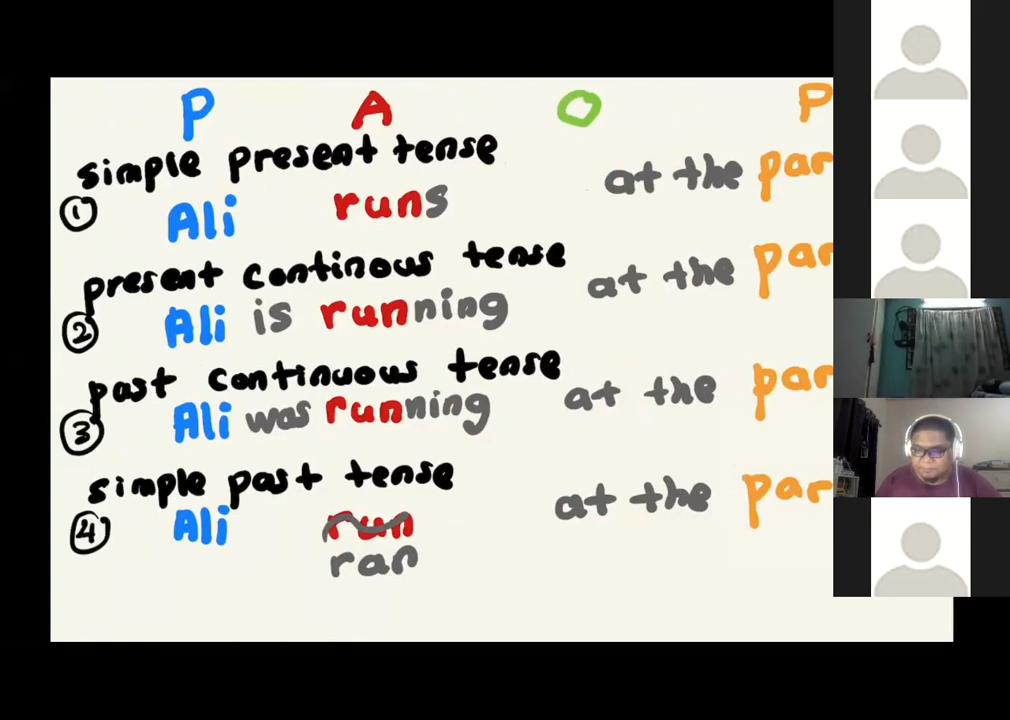 P A O P
simple present tense
① Ali runs at the par
present continous tense
② Ali is running at the par
past continuous tense
③ Ali was running at the par
simple past tense
④ Ali run at the par
ran